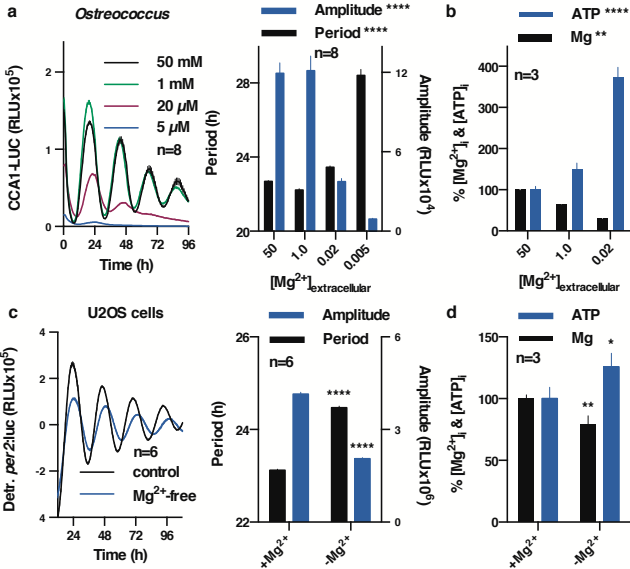 a
Ostreococcus
CCA1-LUC (RLUx10⁵)
2
1
0
50 mM
1 mM
20 µM
5 µM
n=8
0 24 48 72 96
Time (h)
Amplitude ****
Period ****
n=8
Period (h)
28
26
24
22
20
Amplitude (RLUx10⁴)
12
6
0
50 1.0 0.02 0.005
[Mg²⁺]extracellular
b
ATP ****
Mg **
n=3
% [Mg²⁺]i & [ATP]i
400
300
200
100
0
50 1.0 0.02
[Mg²⁺]extracellular
c
U2OS cells
Detr. per2:luc (RLUx10⁵)
4
2
0
-2
4
n=6
control
Mg²⁺-free
24 48 72 96
Time (h)
Amplitude
Period
n=6
Period (h)
26
24
22
****
****
Amplitude (RLUx10⁶)
6
4
2
0
+Mg²⁺ -Mg²⁺
d
ATP
Mg
n=3
% [Mg²⁺]i & [ATP]i
150
100
50
0
*
**
+Mg²⁺ -Mg²⁺